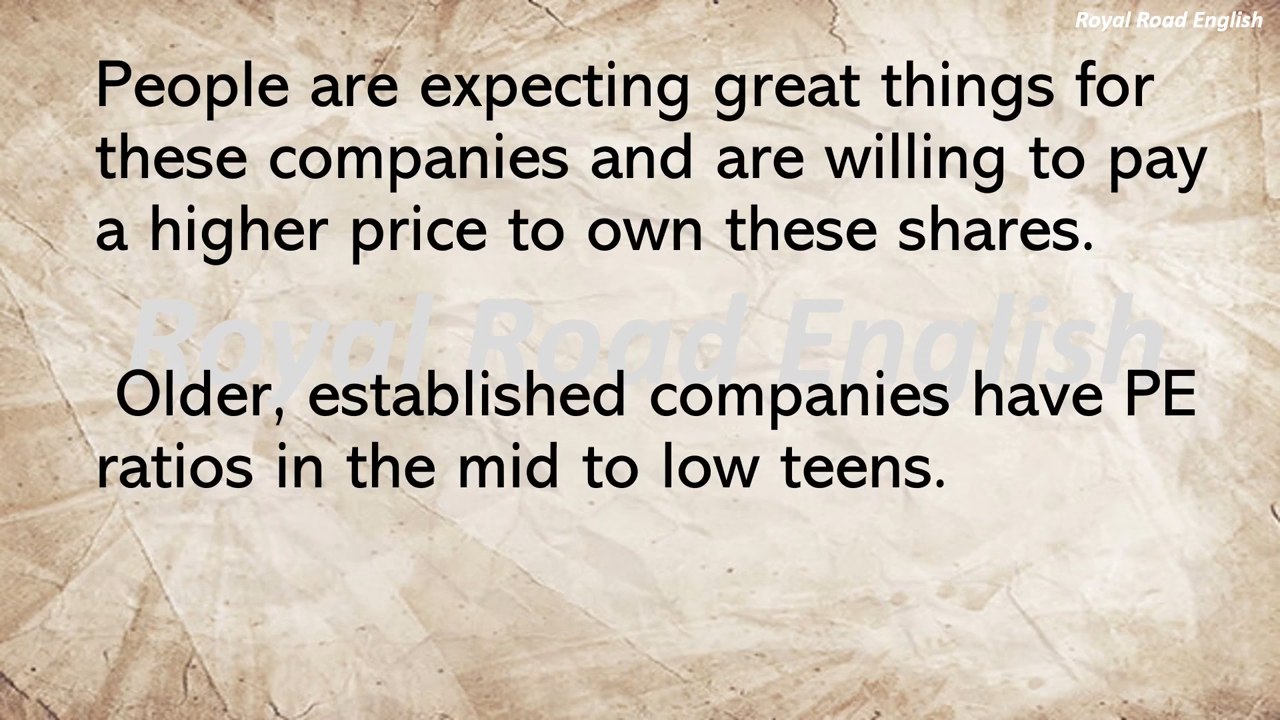 Royal Road English
People are expecting great things for
these companies and are willing to pay
a higher price to own these shares.
Royal Road English
Older, established companies have PE
ratios in the mid to low teens.